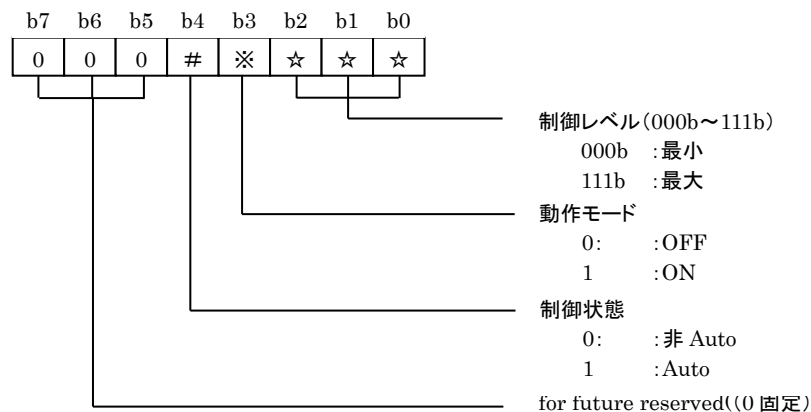 b7 b6 b5 b4 b3 b2 b1 b0
0 0 0 # ※ ☆ ☆ ☆
制御レベル(000b~111b)
000b :最小
111b :最大
動作モード
0: :OFF
1 :ON
制御状態
0: :非 Auto
1 :Auto
for future reserved((0 固定)